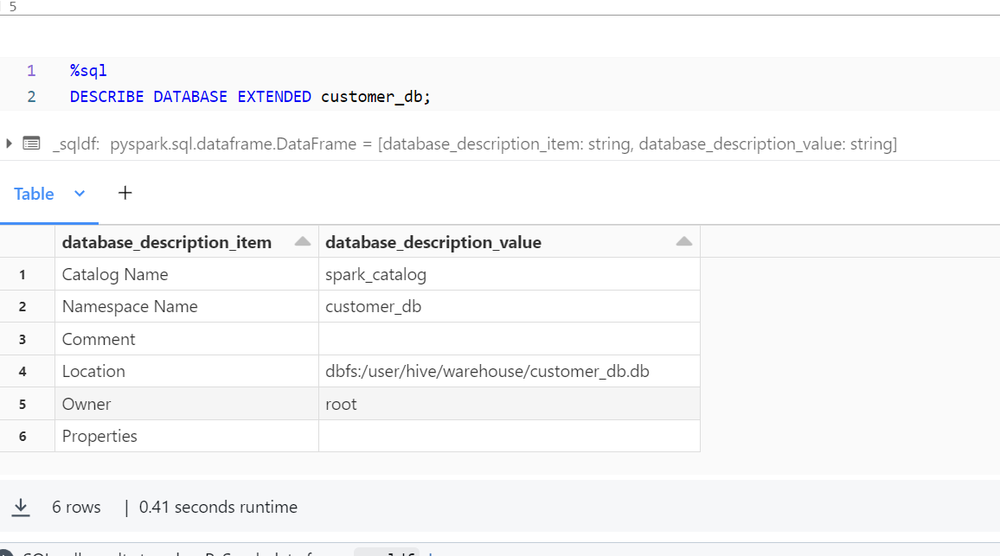 5
1 %sql
2 DESCRIBE DATABASE EXTENDED customer_db;
_sqldf: pyspark.sql.dataframe.DataFrame = [database_description_item: string, database_description_value: string]
Table +
database_description_item database_description_value
1 Catalog Name spark_catalog
2 Namespace Name customer_db
3 Comment
4 Location dbfs:/user/hive/warehouse/customer_db.db
5 Owner root
6 Properties
6 rows | 0.41 seconds runtime